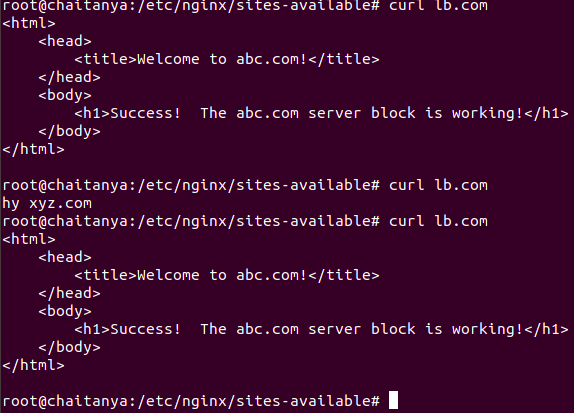 root@chaitanya:/etc/nginx/sites-available# curl lb.com
<html>
    <head>
        <title>Welcome to abc.com!</title>
    </head>
    <body>
        <h1>Success!  The abc.com server block is working!</h1>
    </body>
</html>

root@chaitanya:/etc/nginx/sites-available# curl lb.com
hy xyz.com
root@chaitanya:/etc/nginx/sites-available# curl lb.com
<html>
    <head>
        <title>Welcome to abc.com!</title>
    </head>
    <body>
        <h1>Success!  The abc.com server block is working!</h1>
    </body>
</html>

root@chaitanya:/etc/nginx/sites-available#